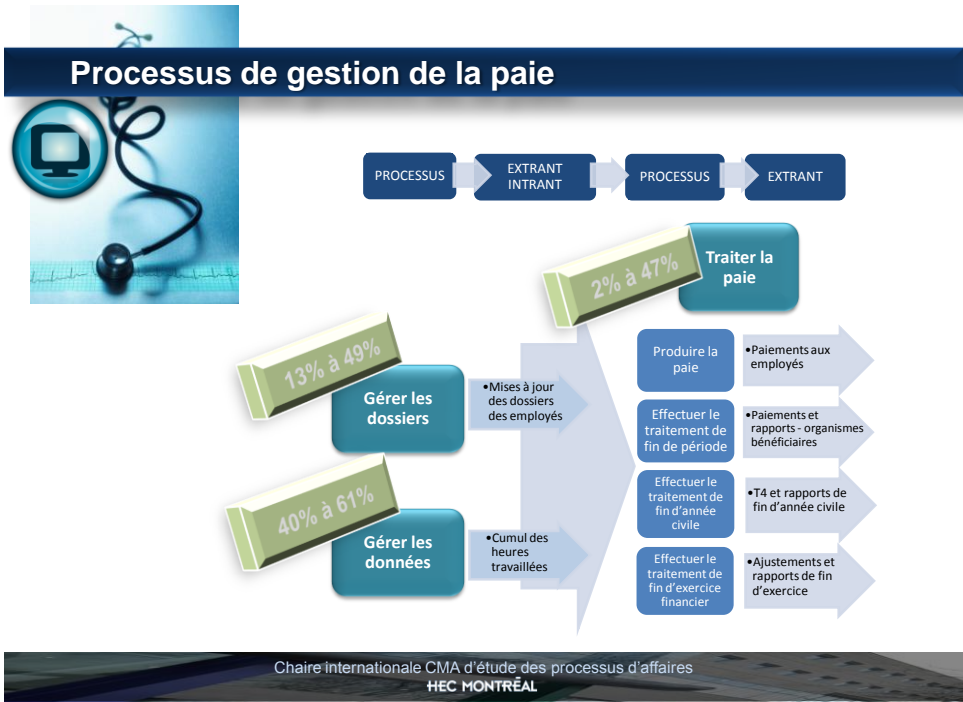 Processus de gestion de la paie
PROCESSUS
EXTRANT
INTRANT
PROCESSUS
EXTRANT
2% à 47%
Traiter la
paie
13% à 49%
Gérer les
dossiers
•Mises à jour
des dossiers
des employés
40% à 61%
Gérer les
données
•Cumul des
heures
travaillées
Produire la
paie
•Paiements aux
employés
Effectuer le
traitement de
fin de période
•Paiements et
rapports - organismes
bénéficiaires
Effectuer le
traitement de
fin d'année
civile
•T4 et rapports de
fin d'année civile
Effectuer le
traitement de
fin d'exercice
financier
•Ajustements et
rapports de fin
d'exercice
Chaire internationale CMA d'étude des processus d'affaires
HEC MONTRÉAL